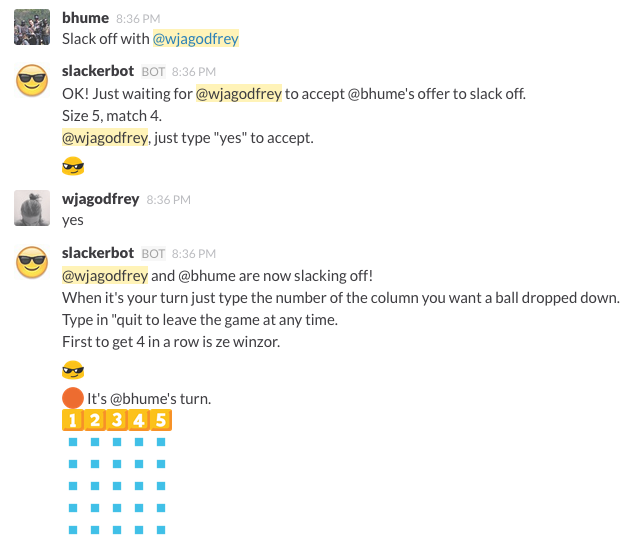 bhume 8:36 PM
Slack off with @wjagodfrey
slackerbot BOT 8:36 PM
OK! Just waiting for @wjagodfrey to accept @bhume's offer to slack off.
Size 5, match 4.
@wjagodfrey, just type "yes" to accept.
wjagodfrey 8:36 PM
yes
slackerbot BOT 8:36 PM
@wjagodfrey and @bhume are now slacking off!
When it's your turn just type the number of the column you want a ball dropped down.
Type in "quit to leave the game at any time.
First to get 4 in a row is ze winzor.
It's @bhume's turn.
1 2 3 4 5